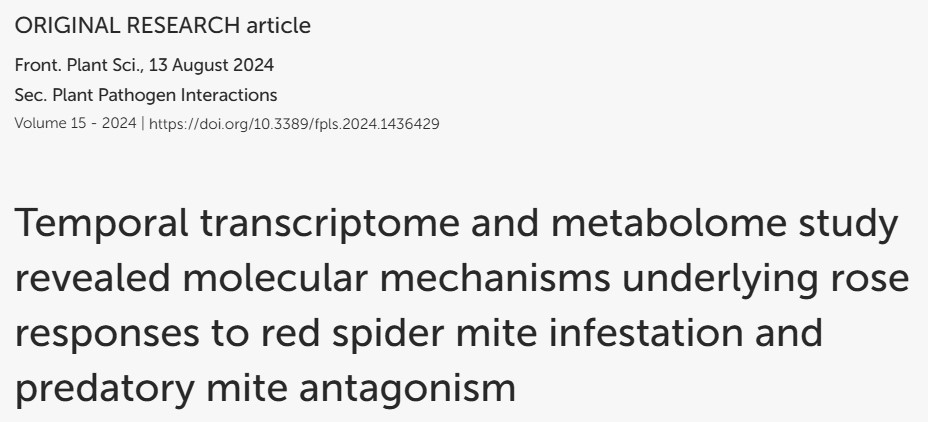 ORIGINAL RESEARCH article
Front. Plant Sci., 13 August 2024
Sec. Plant Pathogen Interactions
Volume 15 - 2024 | https://doi.org/10.3389/fpls.2024.1436429
Temporal transcriptome and metabolome study
revealed molecular mechanisms underlying rose
responses to red spider mite infestation and
predatory mite antagonism